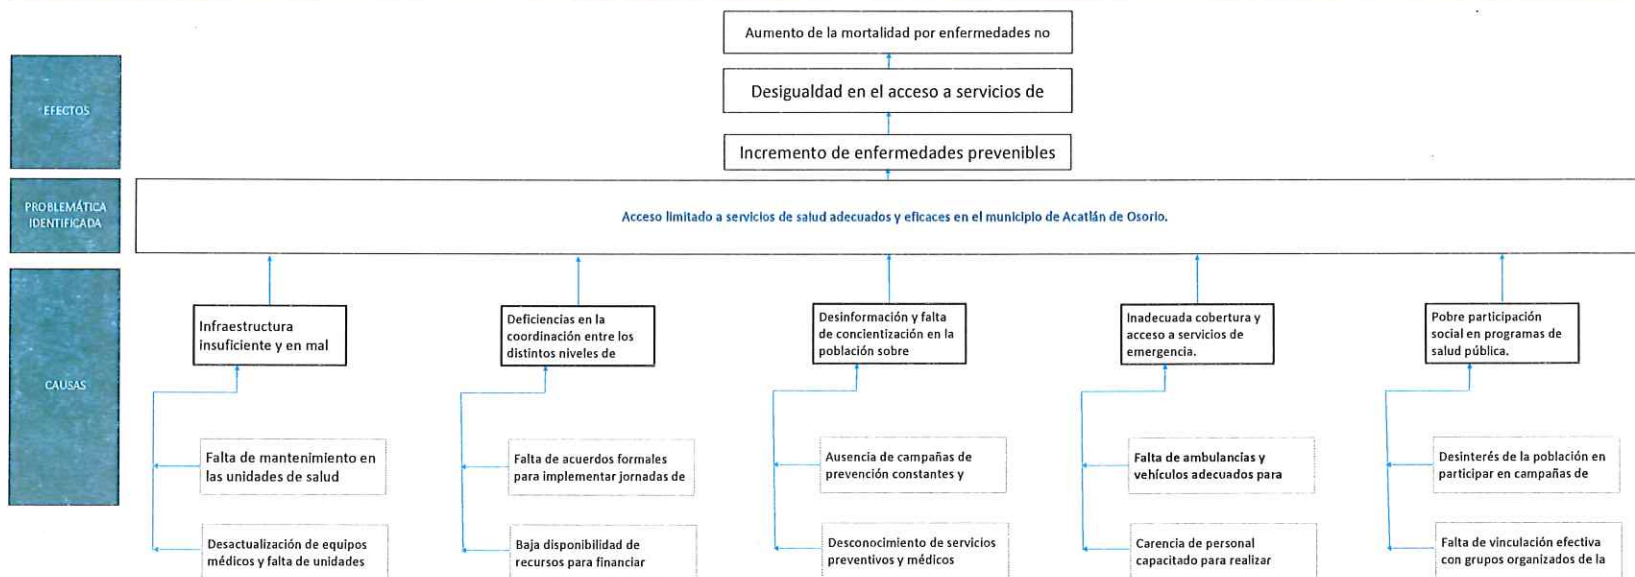 Aumento de la mortalidad por enfermedades no
EFECTOS
Desigualdad en el acceso a servicios de
Incremento de enfermedades prevenibles
PROBLEMÁTICA
IDENTIFICADA
Acceso limitado a servicios de salud adecuados y eficaces en el municipio de Acatlán de Osorio.
CAUSAS
Infraestructura
insuficiente y en mal
Deficiencias en la
coordinación entre los
distintos niveles de
Desinformación y falta
de concientización en la
población sobre
Inadecuada cobertura y
acceso a servicios de
emergencia.
Pobre participación
social en programas de
salud pública.
Falta de mantenimiento en
las unidades de salud
Falta de acuerdos formales
para implementar jornadas de
Ausencia de campañas de
prevención constantes y
Falta de ambulancias y
vehículos adecuados para
Desinterés de la población en
participar en campañas de
Desactualización de equipos
médicos y falta de unidades
Baja disponibilidad de
recursos para financiar
Desconocimiento de servicios
preventivos y médicos
Carencia de personal
capacitado para realizar
Falta de vinculación efectiva
con grupos organizados de la